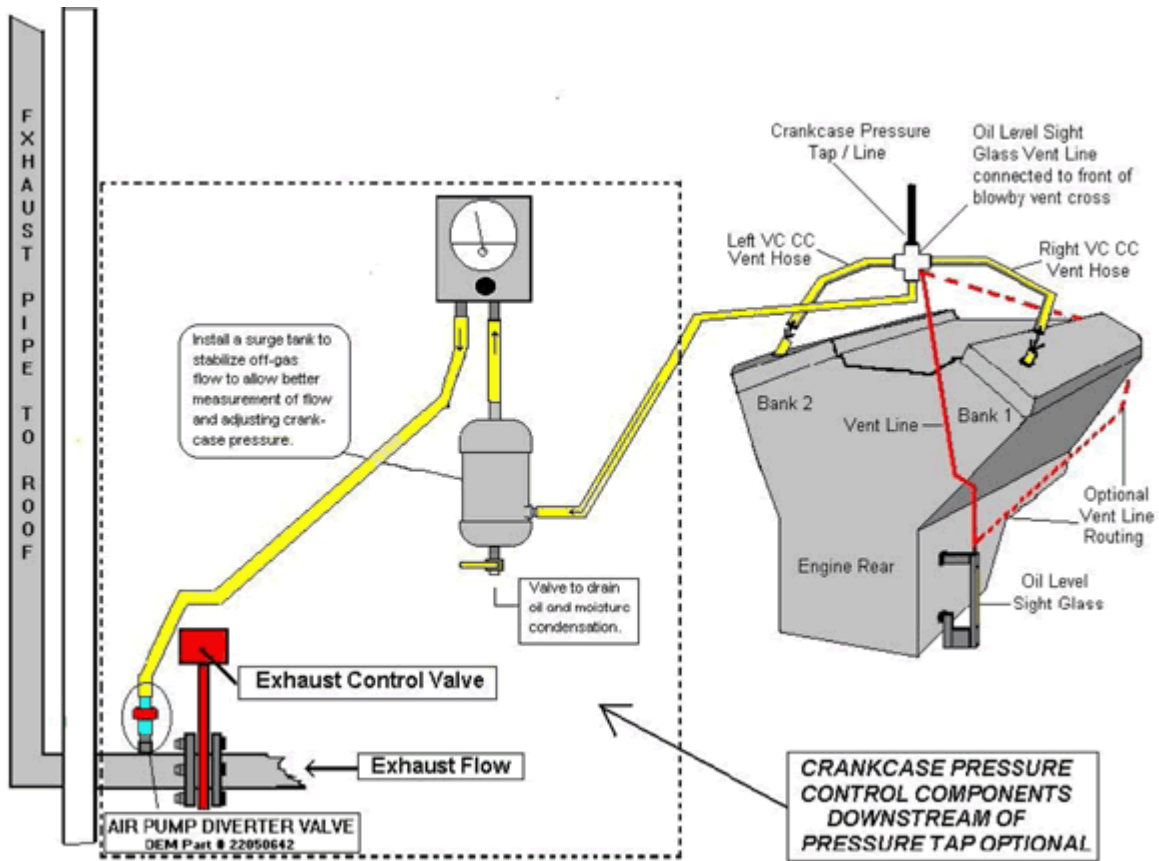 FXHAUST PIPE TO ROOF
Crankcase Pressure
Tap / Line
Oil Level Sight
Glass Vent Line
connected to front of
blowby vent cross
Left VC CC
Vent Hose
Right VC CC
Vent Hose
Install a surge tank to
stabilize off-gas
flow to allow better
measurement of flow
and adjusting crank-
case pressure.
Bank 2
Bank 1
Vent Line
Optional
Vent Line
Routing
Engine Rear
Oil Level
Sight Glass
Valve to drain
oil and moisture
condensation.
Exhaust Control Valve
Exhaust Flow
AIR PUMP DIVERTER VALVE
OEM Part # 22050642
CRANKCASE PRESSURE
CONTROL COMPONENTS
DOWNSTREAM OF
PRESSURE TAP OPTIONAL